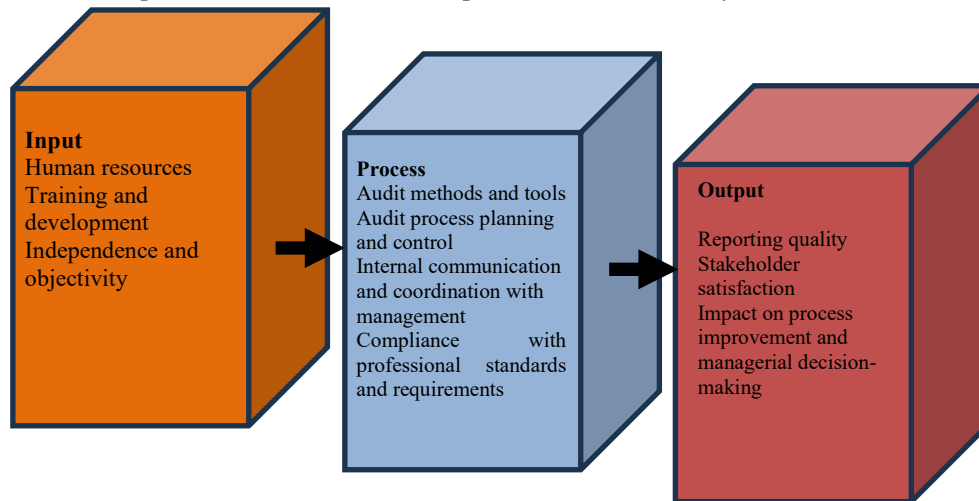 Input
Human resources
Training and
development
Independence and
objectivity
Process
Audit methods and tools
Audit process planning
and control
Internal communication
and coordination with
management
Compliance with
professional standards
and requirements
Output
Reporting quality
Stakeholder
satisfaction
Impact on process
improvement and
managerial decision-
making